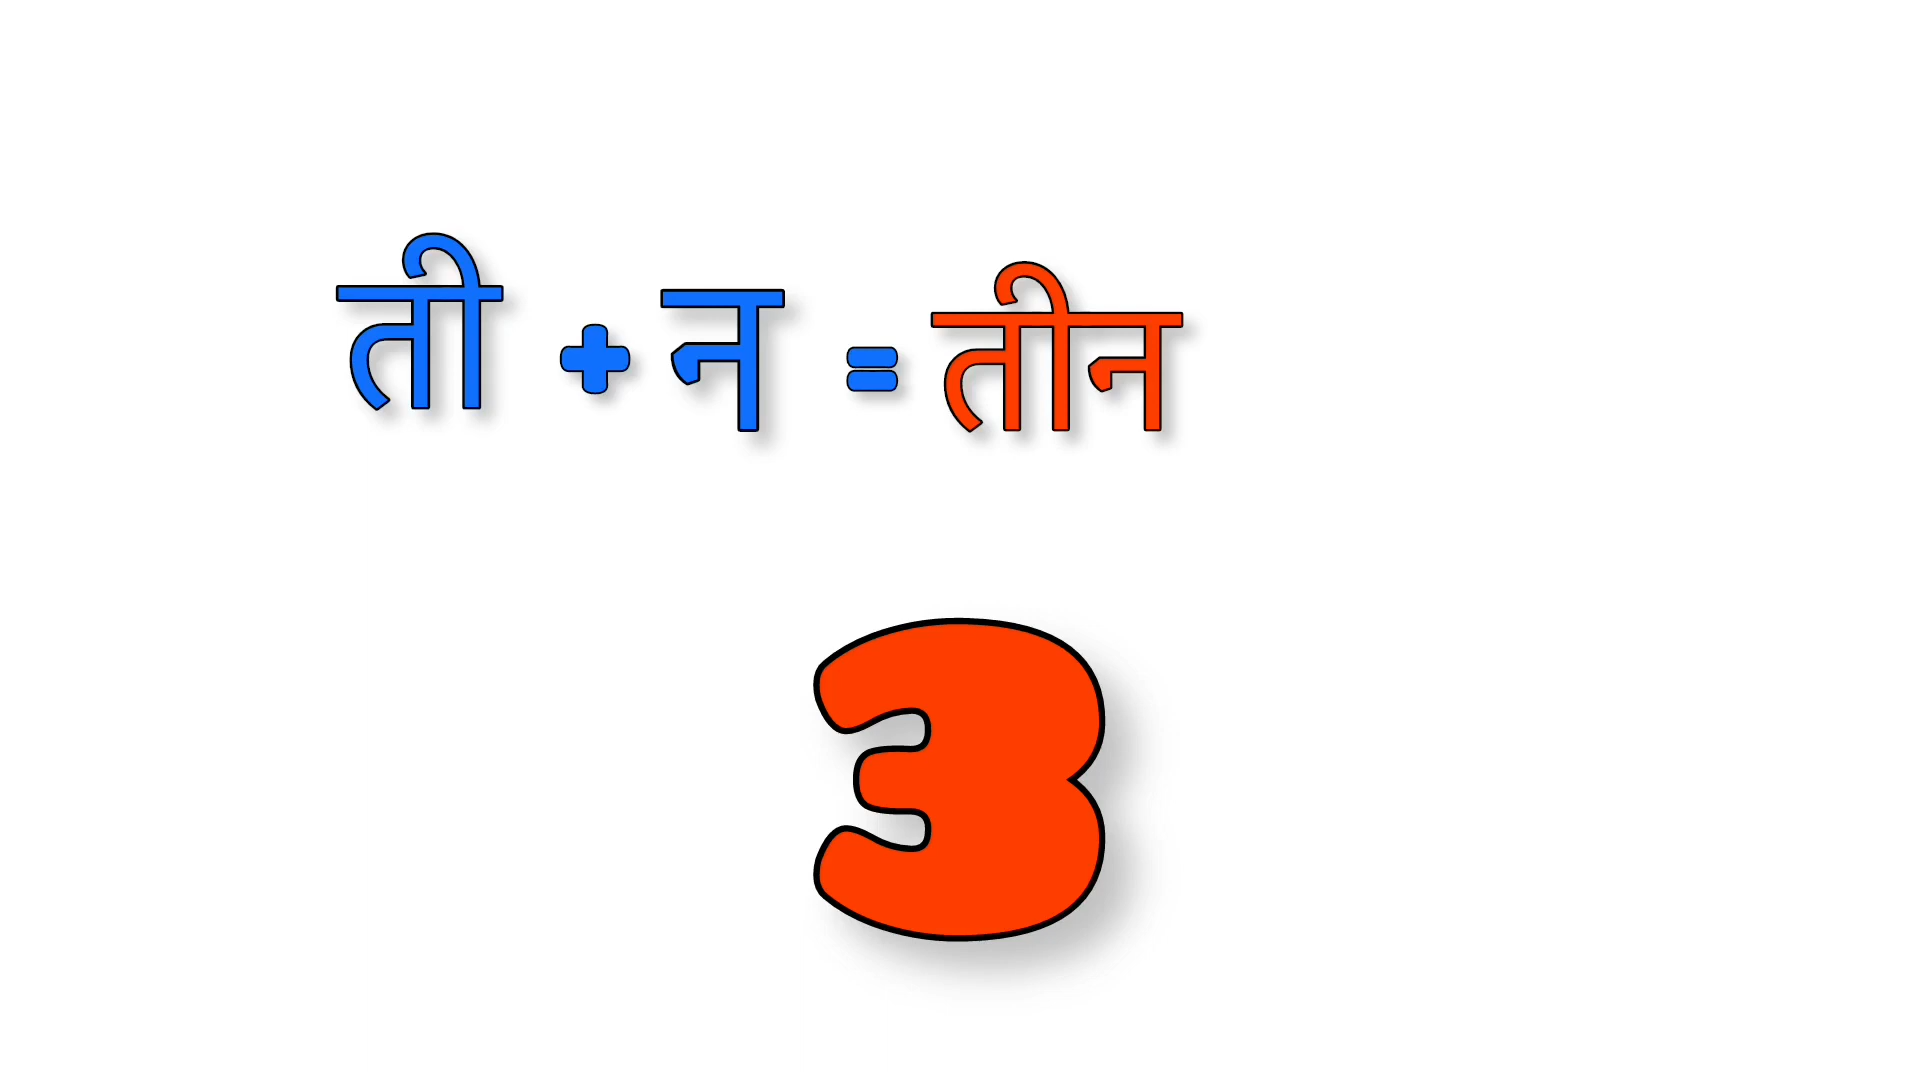 ती + न = तीन
3